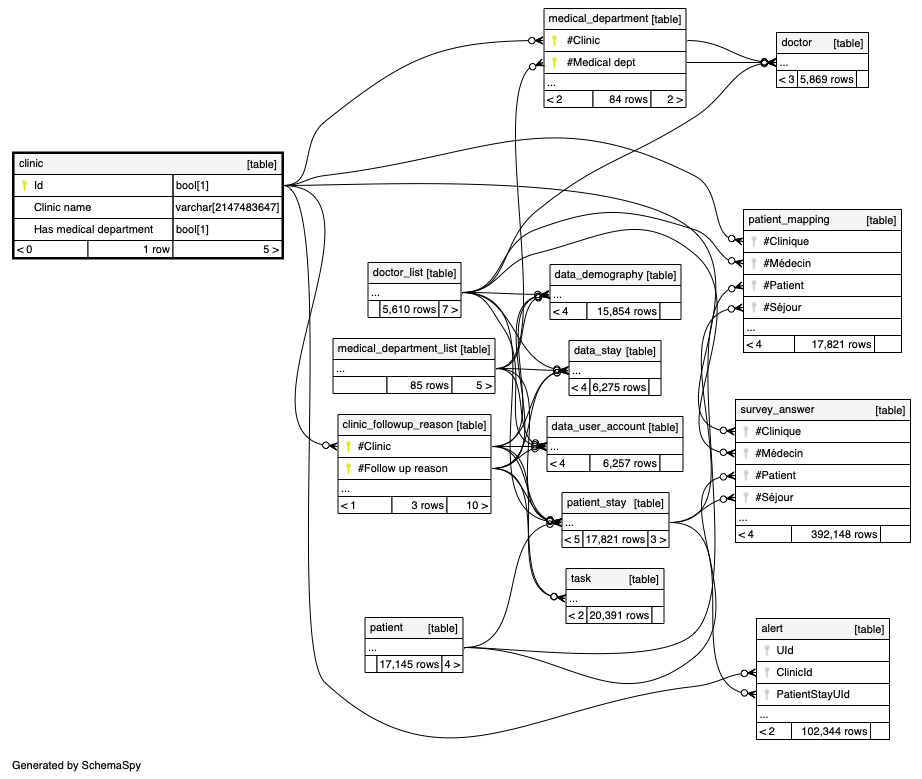 medical_department [table]
#Clinic
#Medical dept
...
< 2 84 rows 2 >
doctor [table]
...
< 3 5,869 rows
clinic [table]
Id bool[1]
Clinic name varchar[2147483647]
Has medical department bool[1]
< 0 1 row 5 >
patient_mapping [table]
#Clinique
#Médecin
#Patient
#Séjour
...
< 4 17,821 rows
doctor_list [table]
...
5,610 rows 7 >
data_demography [table]
...
< 4 15,854 rows
medical_department_list [table]
...
85 rows 5 >
data_stay [table]
...
< 4 6,275 rows
clinic_followup_reason [table]
#Clinic
#Follow up reason
...
< 1 3 rows 10 >
data_user_account [table]
...
< 4 6,257 rows
survey_answer [table]
#Clinique
#Médecin
#Patient
#Séjour
...
< 4 392,148 rows
patient_stay [table]
...
< 5 17,821 rows 3 >
task [table]
...
< 2 20,391 rows
patient [table]
...
17,145 rows 4 >
alert [table]
UId
ClinicId
PatientStayUId
...
< 2 102,344 rows
Generated by SchemaSpy